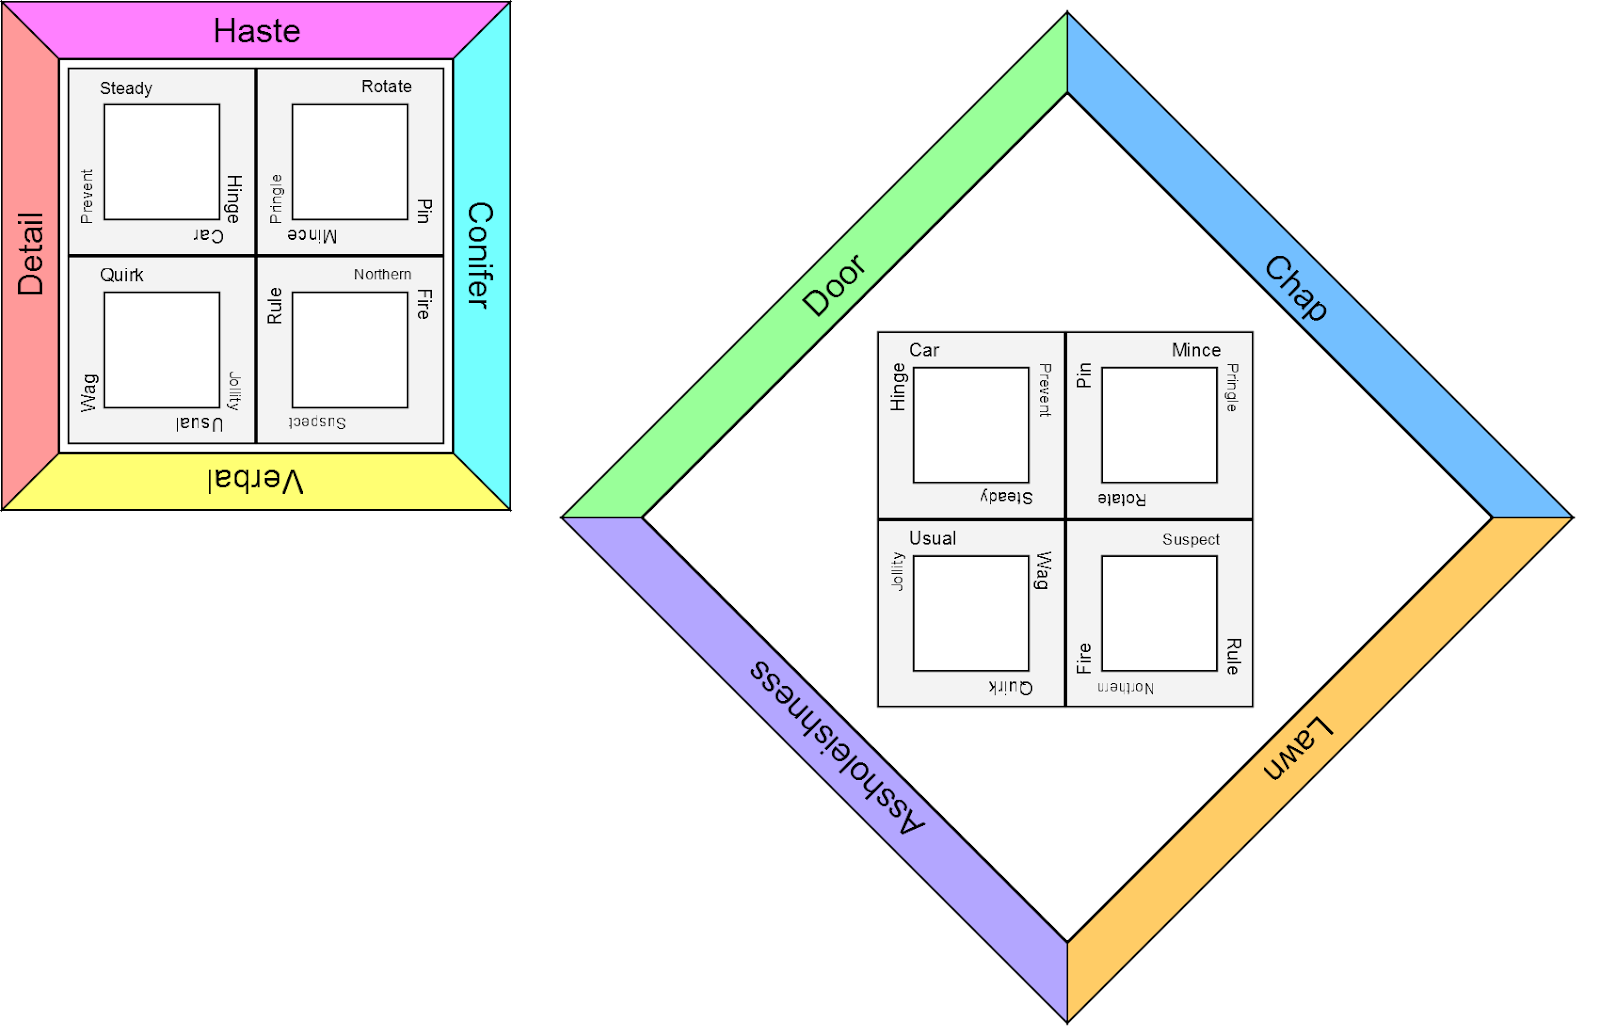 Haste
Detail
Conifer
Verbal
Steady
Prevent
Hinge
Car
Rotate
Pringle
Pin
Mince
Quirk
Wag
Jollity
Usual
Northern
Rule
Fire
Suspect
Door
Chap
Assholeishness
Lawn
Car
Hinge
Prevent
Steady
Mince
Pin
Pringle
Rotate
Usual
Jollity
Wag
Quirk
Suspect
Fire
Rule
Northern